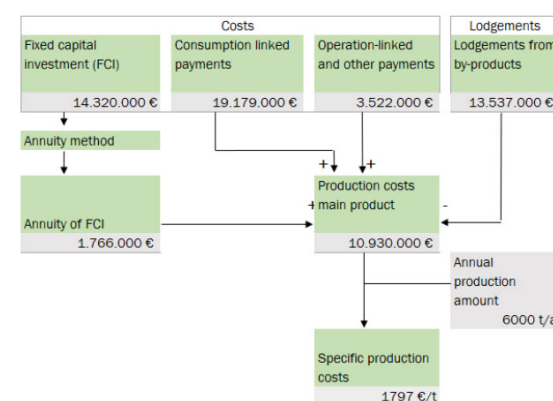 Costs
Lodgements
Fixed capital
investment (FCI)
14.320.000 €
Consumption linked
payments
19.179.000 €
Operation-linked
and other payments
3.522.000 €
Lodgements from
by-products
13.537.000 €
Annuity method
Annuity of FCI
1.766.000 €
+
+
+
-
Production costs
main product
10.930.000 €
Annual
production
amount
6000 t/a
Specific production
costs
1797 €/t